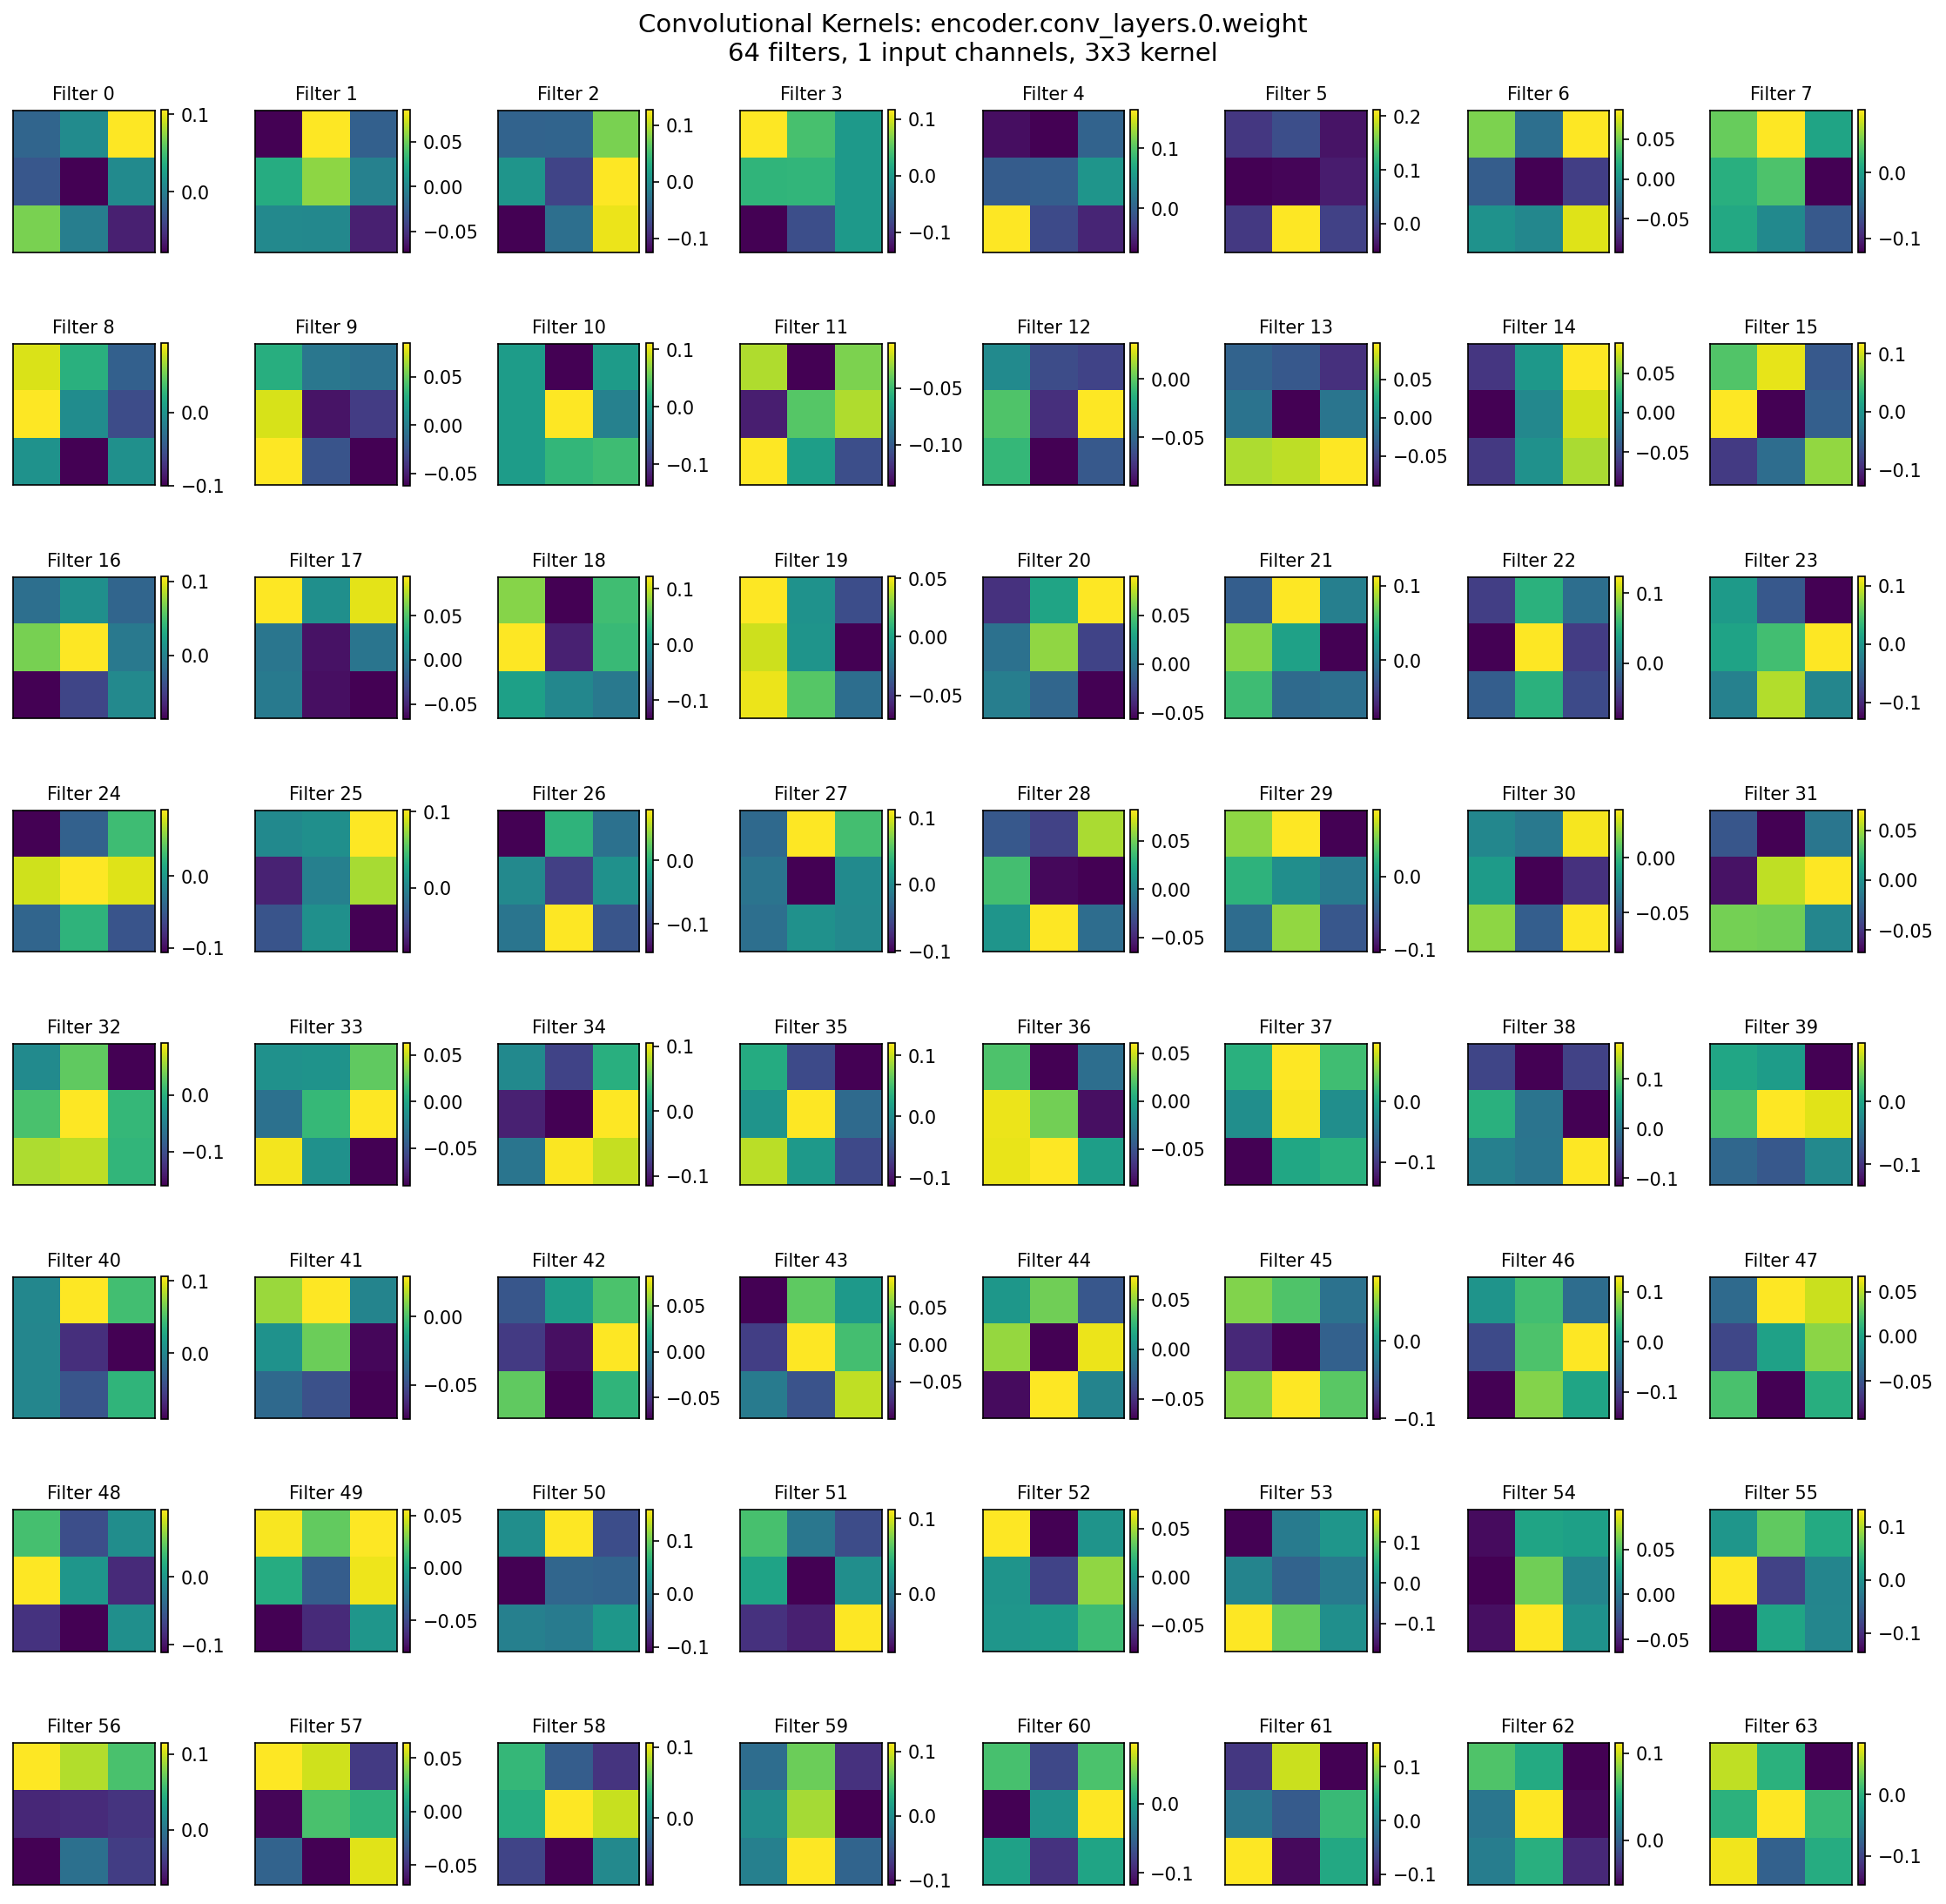 Convolutional Kernels: encoder.conv_layers.0.weight
64 filters, 1 input channels, 3x3 kernel
Filter 0 Filter 1 Filter 2 Filter 3 Filter 4 Filter 5 Filter 6 Filter 7
0.1 0.0
0.05 0.00 −0.05
0.1 0.0 −0.1
0.1 0.0 −0.1
0.1 0.0
0.2 0.1 0.0
0.05 0.00 −0.05
0.0 −0.1
Filter 8 Filter 9 Filter 10 Filter 11 Filter 12 Filter 13 Filter 14 Filter 15
0.0 −0.1
0.05 0.00 −0.05
0.1 0.0 −0.1
−0.05 −0.10
0.00 −0.05
0.05 0.00 −0.05
0.05 0.00 −0.05
0.1 0.0 −0.1
Filter 16 Filter 17 Filter 18 Filter 19 Filter 20 Filter 21 Filter 22 Filter 23
0.1 0.0
0.05 0.00 −0.05
0.1 0.0 −0.1
0.05 0.00 −0.05
0.05 0.00 −0.05
0.1 0.0
0.1 0.0
0.1 0.0 −0.1
Filter 24 Filter 25 Filter 26 Filter 27 Filter 28 Filter 29 Filter 30 Filter 31
0.0 −0.1
0.1 0.0
0.0 −0.1
0.1 0.0 −0.1
0.05 0.00 −0.05
0.0 −0.1
0.00 −0.05
0.05 0.00 −0.05
Filter 32 Filter 33 Filter 34 Filter 35 Filter 36 Filter 37 Filter 38 Filter 39
0.0 −0.1
0.05 0.00 −0.05
0.1 0.0 −0.1
0.1 0.0 −0.1
0.05 0.00 −0.05
0.0 −0.1
0.1 0.0 −0.1
0.0 −0.1
Filter 40 Filter 41 Filter 42 Filter 43 Filter 44 Filter 45 Filter 46 Filter 47
0.1 0.0
0.00 −0.05
0.05 0.00 −0.05
0.05 0.00 −0.05
0.05 0.00 −0.05
0.0 −0.1
0.1 0.0 −0.1
0.05 0.00 −0.05
Filter 48 Filter 49 Filter 50 Filter 51 Filter 52 Filter 53 Filter 54 Filter 55
0.0 −0.1
0.05 0.00 −0.05
0.1 0.0 −0.1
0.1 0.0
0.05 0.00 −0.05
0.1 0.0 −0.1
0.05 0.00 −0.05
0.1 0.0 −0.1
Filter 56 Filter 57 Filter 58 Filter 59 Filter 60 Filter 61 Filter 62 Filter 63
0.1 0.0
0.05 0.00 −0.05
0.1 0.0
0.1 0.0 −0.1
0.0 −0.1
0.1 0.0 −0.1
0.1 0.0
0.0 −0.1